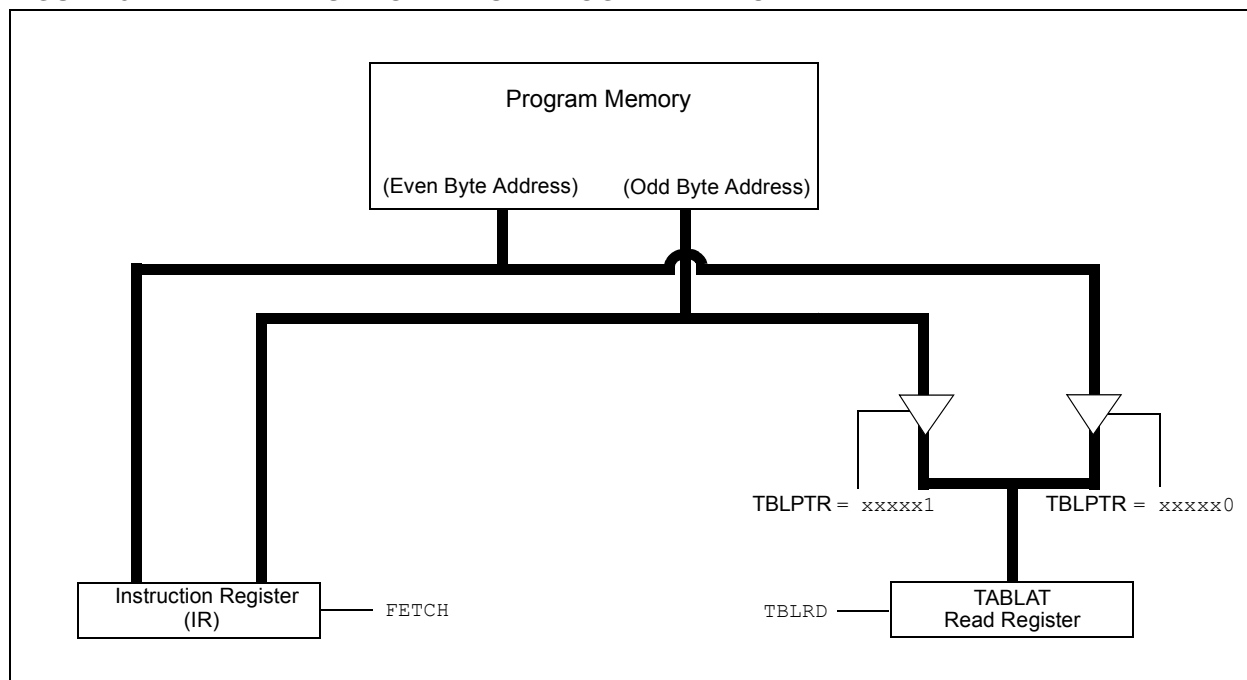 Program Memory
(Even Byte Address) (Odd Byte Address)
TBLPTR = xxxxx1
TBLPTR = xxxxx0
Instruction Register
(IR)
FETCH
TBLRD
TABLAT
Read Register